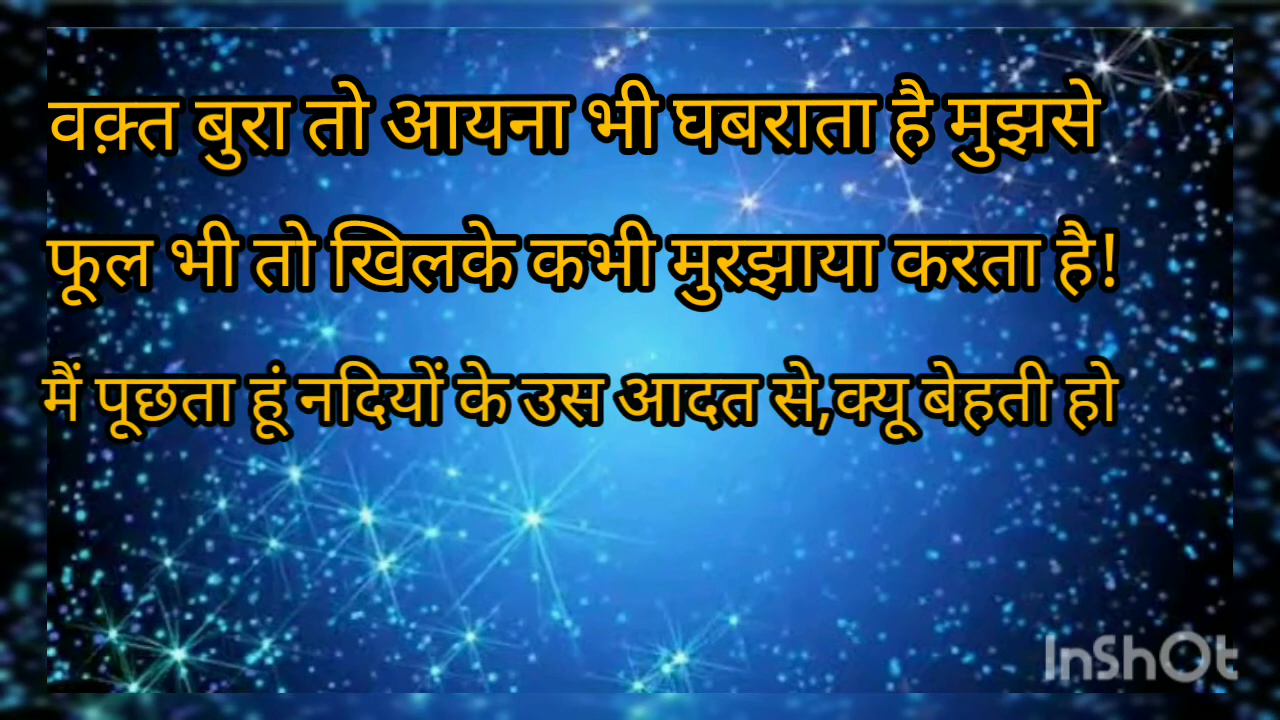 वक़्त बुरा तो आयना भी घबराता है मुझसे
फूल भी तो खिलके कभी मुरझाया करता है!
मैं पूछता हूं नदियों के उस आदत से,क्यू बेहती हो
InShOt